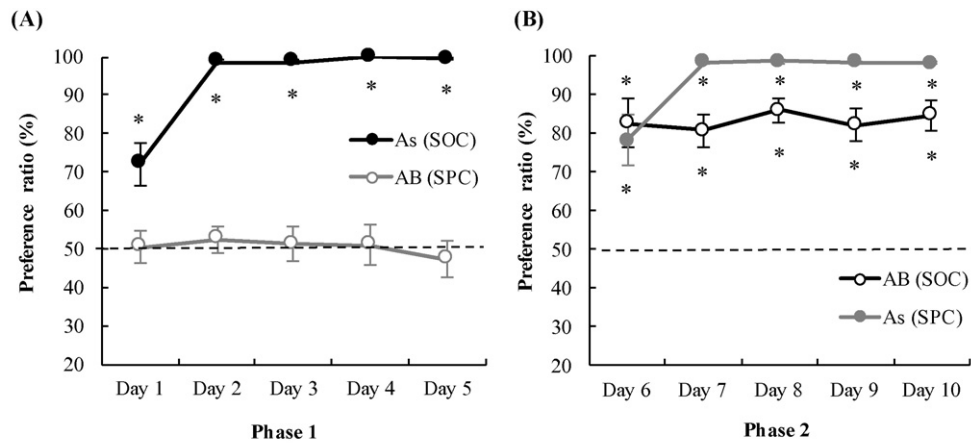 (A)
Preference ratio (%)
100
90
80
70
60
50
40
30
20
*
*
*
*
*
As (SOC)
AB (SPC)
Day 1 Day 2 Day 3 Day 4 Day 5
Phase 1
(B)
Preference ratio (%)
100
90
80
70
60
50
40
30
20
* * * * *
* * * * *
AB (SOC)
As (SPC)
Day 6 Day 7 Day 8 Day 9 Day 10
Phase 2